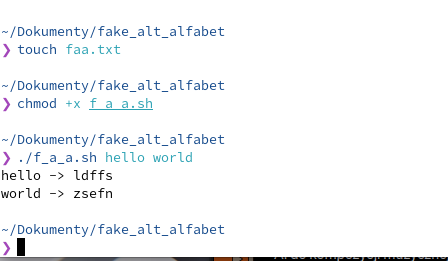 ~/Dokumenty/fake_alt_alfabet
❯ touch faa.txt
~/Dokumenty/fake_alt_alfabet
❯ chmod +x f_a_a.sh
~/Dokumenty/fake_alt_alfabet
❯ ./f_a_a.sh hello world
hello -> ldffs
world -> zsefn
~/Dokumenty/fake_alt_alfabet
❯